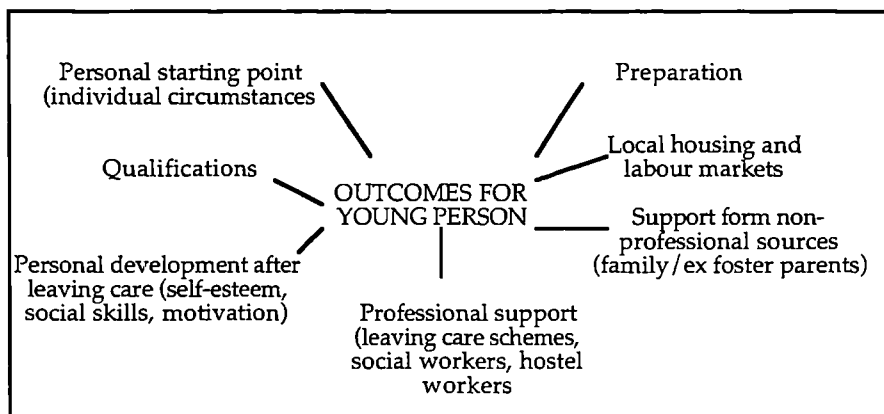 Personal starting point
(individual circumstances
Preparation
Qualifications
Local housing and
labour markets
OUTCOMES FOR
YOUNG PERSON
Support form non-
professional sources
(family/ex foster parents)
Personal development after
leaving care (self-esteem,
social skills, motivation)
Professional support
(leaving care schemes,
social workers, hostel
workers